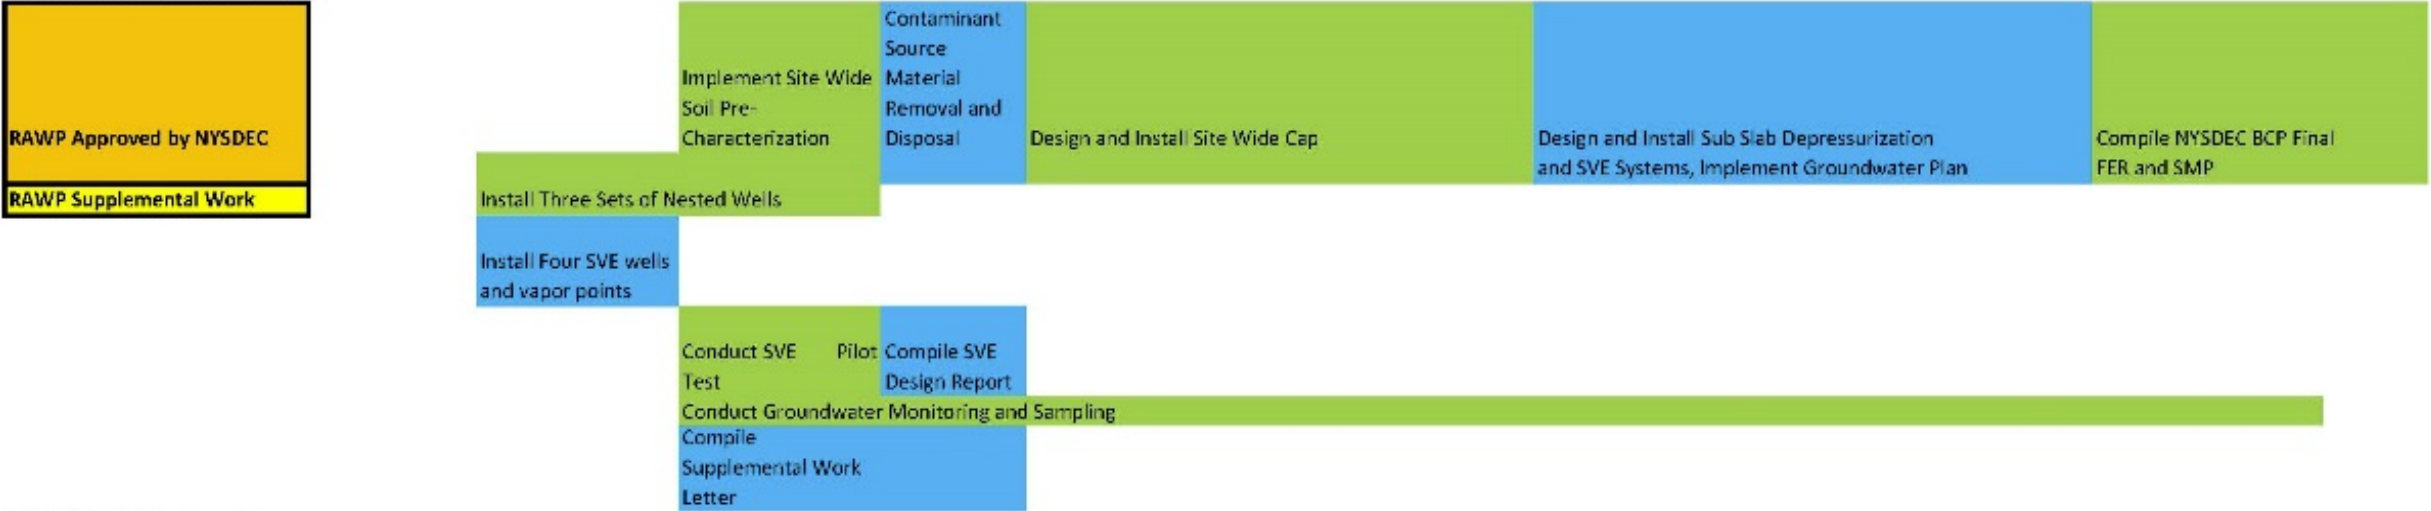 RAWP Approved by NYSDEC
Implement Site Wide
Soil Pre-
Characterization
Contaminant
Source
Material
Removal and
Disposal
Design and Install Site Wide Cap
Design and Install Sub Slab Depressurization
and SVE Systems, Implement Groundwater Plan
Compile NYSDEC BCP Final
FER and SMP
RAWP Supplemental Work
Install Three Sets of Nested Wells
Install Four SVE wells
and vapor points
Conduct SVE Pilot
Test
Compile SVE
Design Report
Conduct Groundwater Monitoring and Sampling
Compile
Supplemental Work
Letter